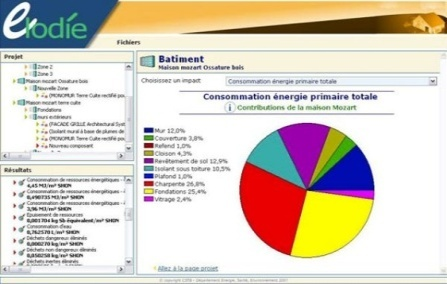 elodie
Fichiers
Projet
Zone 2
Zone 3
Maison mozart Ossature bois
Nouvelle Zone
(MONOMUR Terre Cuite rectifié pou
Maison mozart terre cuite
Fondations
murs extérieurs
(FACADE GRILLE Architectural Syst
Cloolant mural à base de plumes de
(MONOMUR Terre Cuite rectifié pou
Nouveau composant
Résultats
Consommation de ressources énergétiques -
4,45 MJ/m² SHON
Consommation de ressources énergétiques -
0,490735 MJ/m² SHON
Consommation de ressources énergétiques -
3,96 MJ/m² SHON
Epuisement de ressources
0,001704 kg Sb équivalent/m² SHON
Consommation d'eau
0,762570 L/m² SHON
Déchets dangereux éliminés
0,000270 kg/m² SHON
Déchets non dangereux éliminés
0,050258 kg/m² SHON
Déchets inertes éliminés
Batiment
Maison mozart Ossature bois
Choisissez un impact
Consommation énergie primaire totale
Consommation énergie primaire totale
Contributions de la maison Mozart
Mur 12,0%
Couverture 3,8%
Refend 1,0%
Cloison 4,3%
Revêtement de sol 12,9%
Isolant sous toiture 10,5%
Plafond 1,0%
Charpente 26,8%
Fondations 25,4%
Vitrage 2,4%
Allez a la page projet